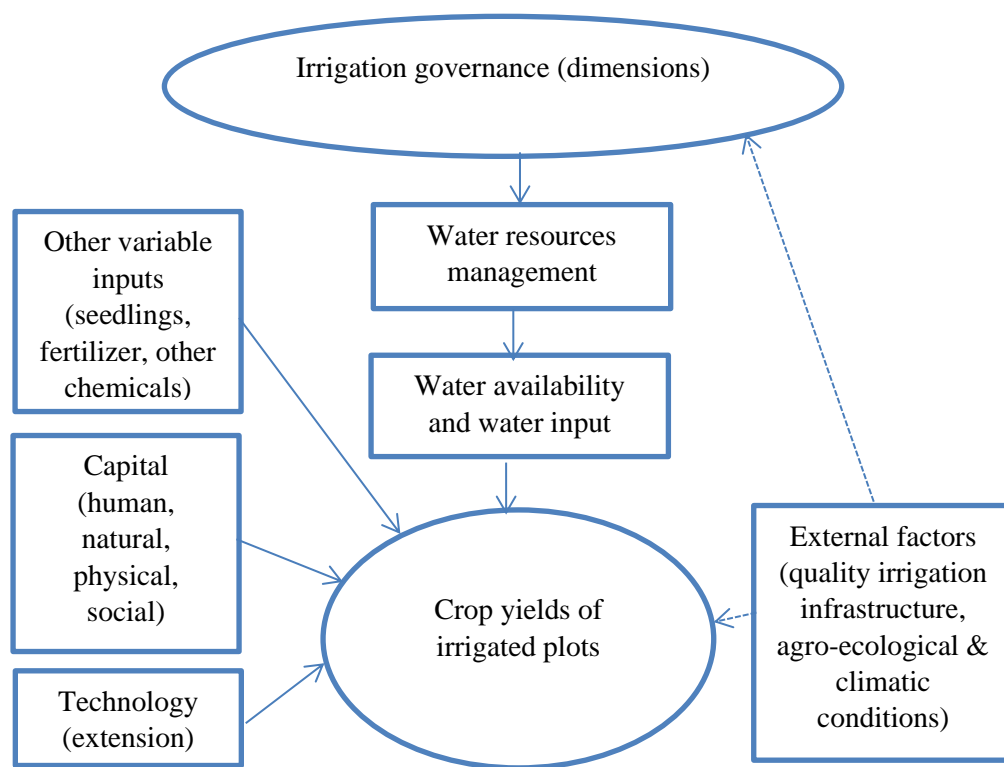 Irrigation governance (dimensions)
Water resources
management
Other variable
inputs
(seedlings,
fertilizer, other
chemicals)
Water availability
and water input
Capital
(human,
natural,
physical,
social)
External factors
(quality irrigation
infrastructure,
agro-ecological &
climatic
conditions)
Crop yields of
irrigated plots
Technology
(extension)